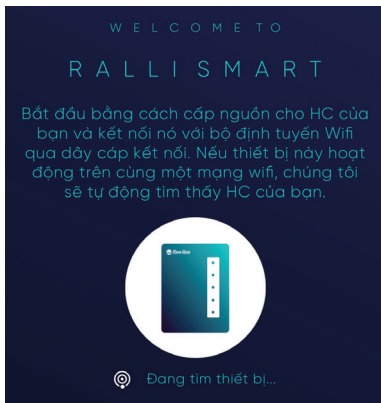 WELCOME TO
RALLISMART
Bắt đầu bằng cách cấp nguồn cho HC của
bạn và kết nối nó với bộ định tuyến Wifi
qua dây cáp kết nối. Nếu thiết bị này hoạt
động trên cùng một mạng wifi, chúng tôi
sẽ tự động tìm thấy HC của bạn.
Đang tìm thiết bị...